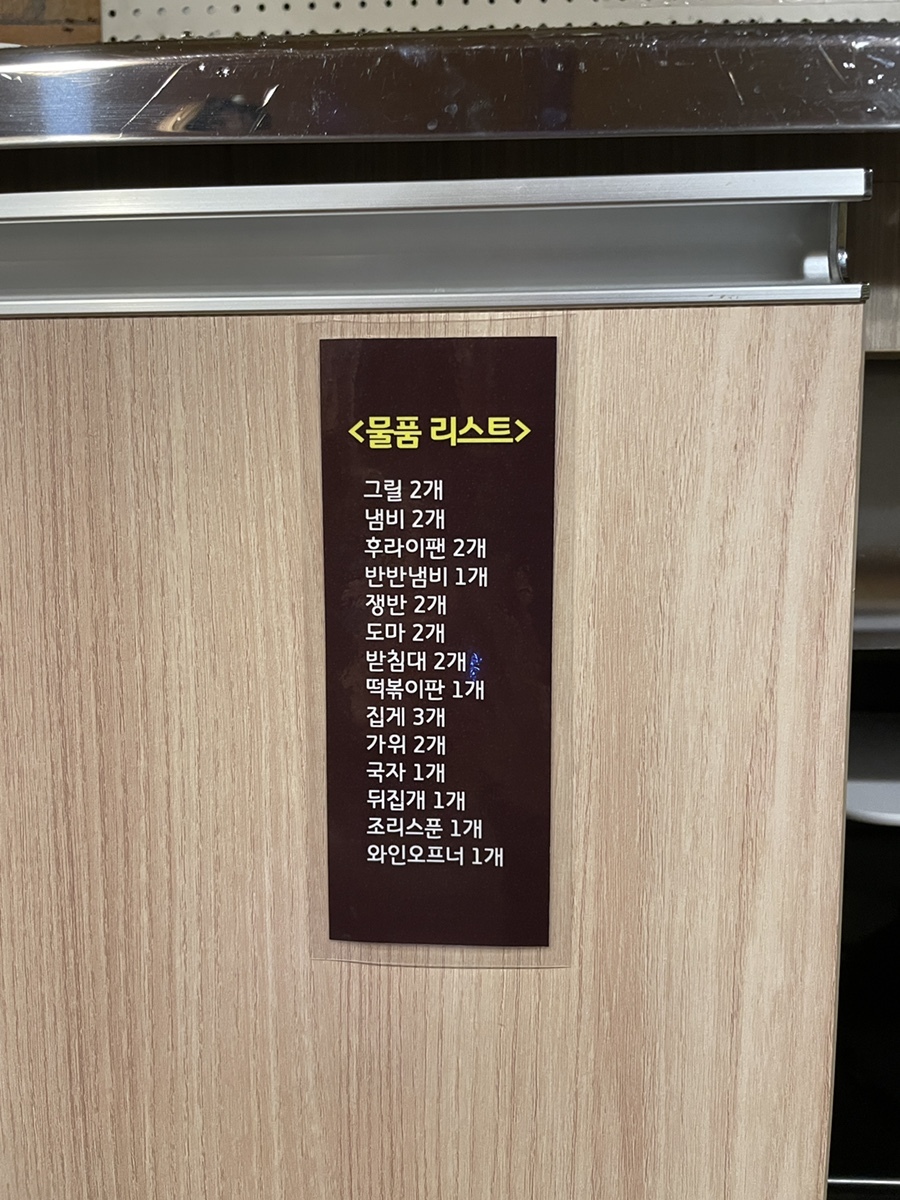 <물품 리스트>
그릴 2개
냄비 2개
후라이팬 2개
반반냄비 1개
쟁반 2개
도마 2개
받침대 2개
떡볶이판 1개
집게 3개
가위 2개
국자 1개
뒤집개 1개
조리스푼 1개
와인오프너 1개